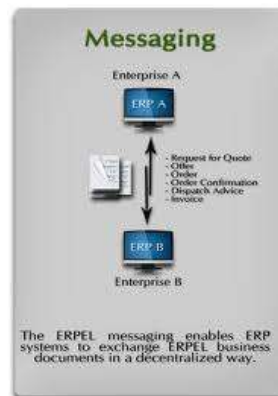 Messaging
Enterprise A
ERP A
- Request for Quote
- Offer
- Order
- Order Confirmation
- Dispatch Advice
- Invoice
ERP B
Enterprise B
The ERPEL messaging enables ERP
systems to exchange ERPEL business
documents in a decentralized way.